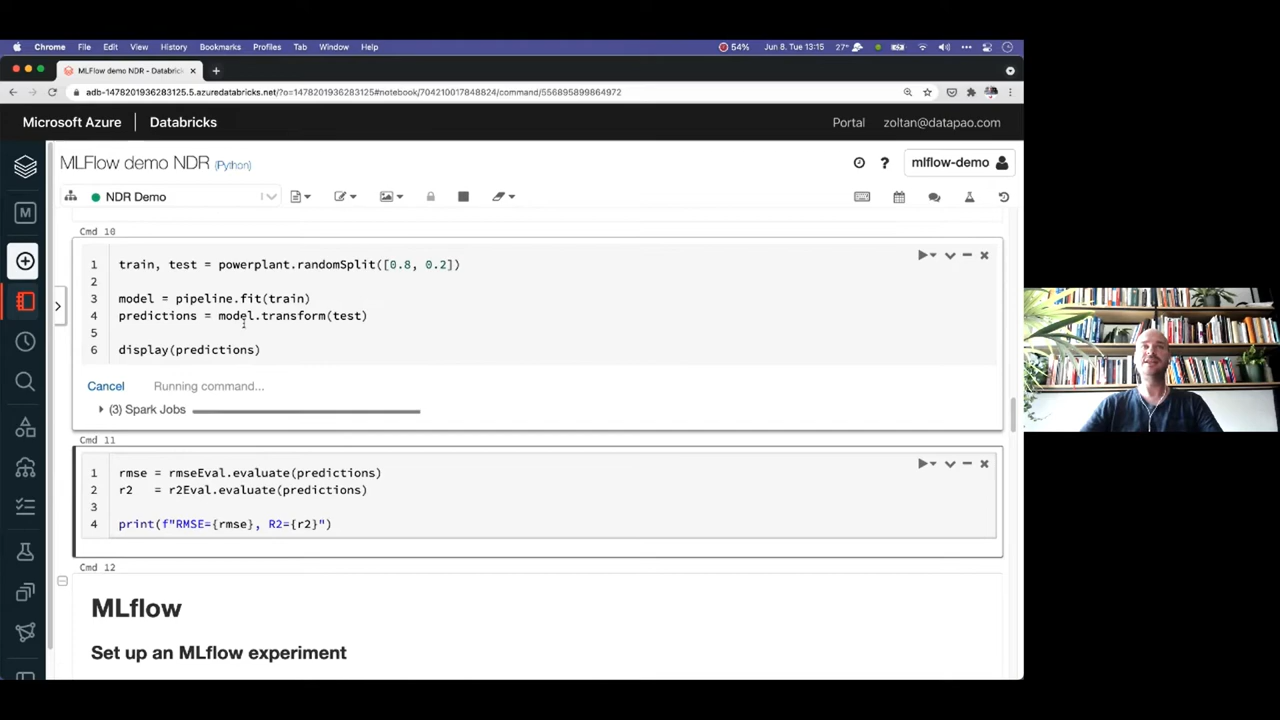 Chrome File Edit View History Bookmarks Profiles Tab Window Help 54% Jun 8. Tue 13:15 27°
MLFlow demo NDR - Databric
adb-1478201936283125.5.azuredatabricks.net/?o=1478201936283125#notebook/704210017848824/command/556895899864972
Microsoft Azure Databricks Portal zoltan@datapao.com
MLFlow demo NDR (Python) mlflow-demo
NDR Demo
Cmd 10
1 train, test = powerplant.randomSplit([0.8, 0.2])
2
3 model = pipeline.fit(train)
4 predictions = model.transform(test)
5
6 display(predictions)
Cancel Running command...
(3) Spark Jobs
Cmd 11
1 rmse = rmseEval.evaluate(predictions)
2 r2 = r2Eval.evaluate(predictions)
3
4 print(f"RMSE={rmse}, R2={r2}")
Cmd 12
MLflow
Set up an MLflow experiment